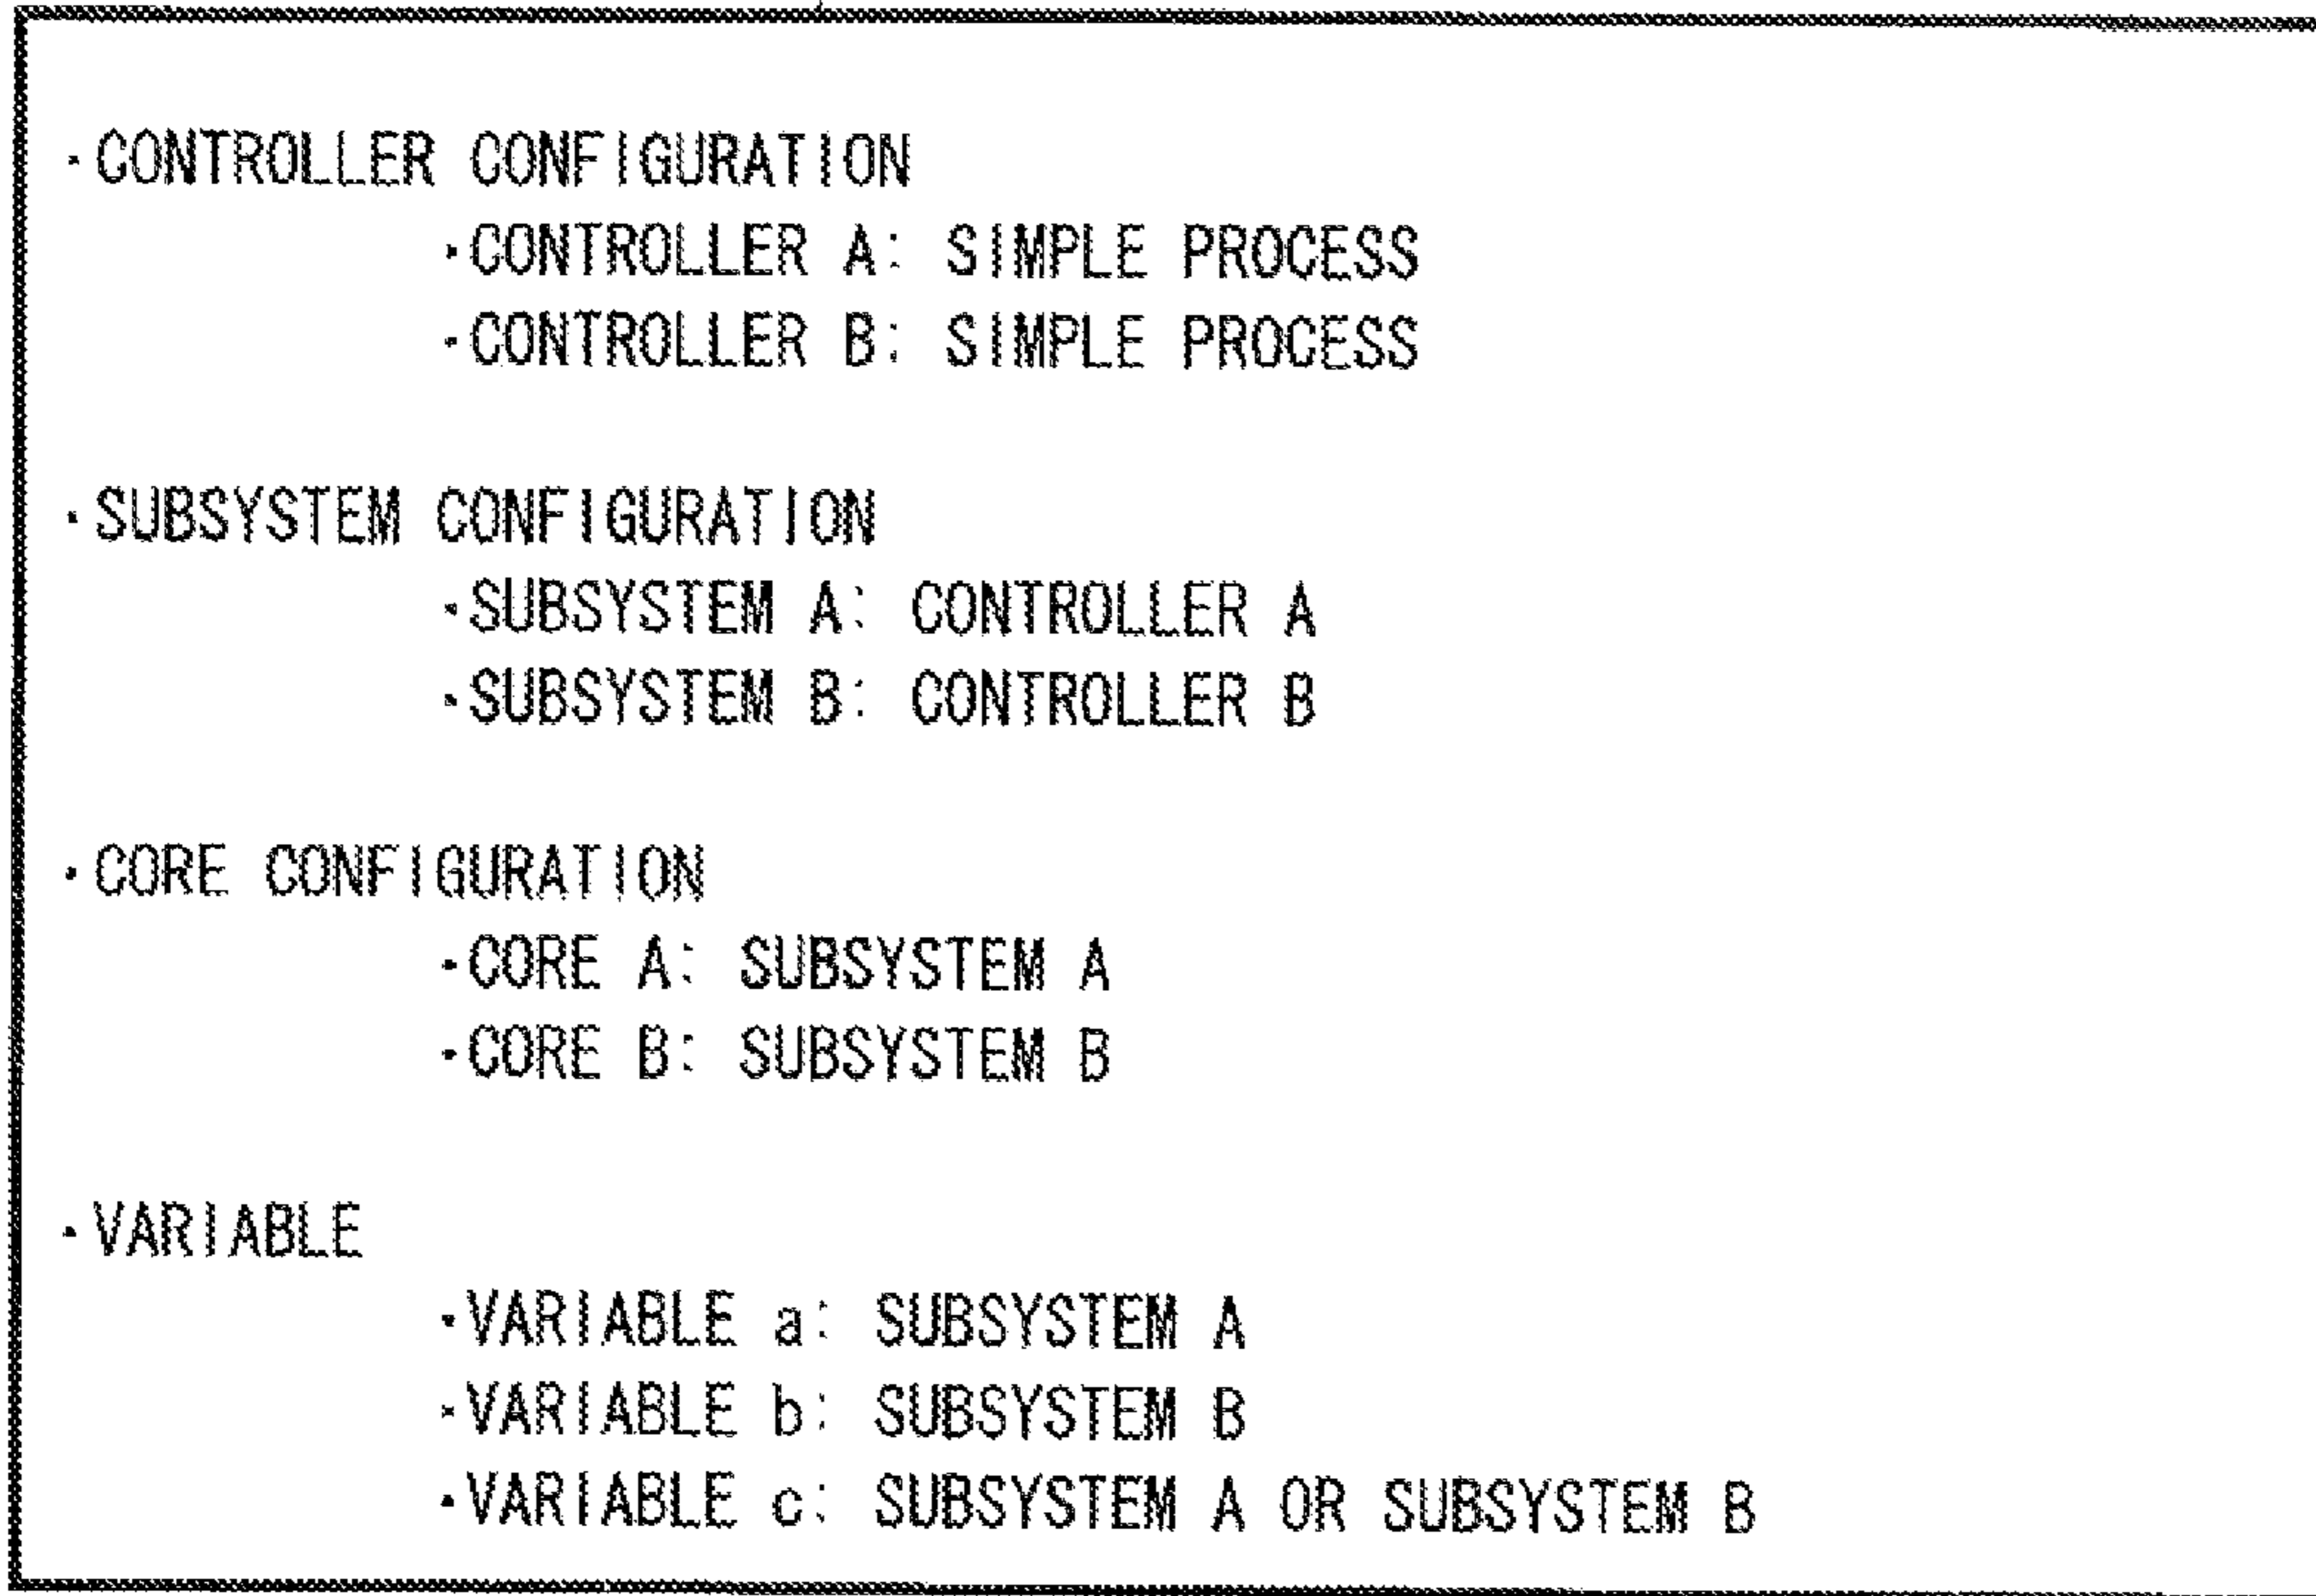 ·CONTROLLER CONFIGURATION
·CONTROLLER A: SIMPLE PROCESS
·CONTROLLER B: SIMPLE PROCESS
·SUBSYSTEM CONFIGURATION
·SUBSYSTEM A: CONTROLLER A
·SUBSYSTEM B: CONTROLLER B
·CORE CONFIGURATION
·CORE A: SUBSYSTEM A
·CORE B: SUBSYSTEM B
·VARIABLE
·VARIABLE a: SUBSYSTEM A
·VARIABLE b: SUBSYSTEM B
·VARIABLE c: SUBSYSTEM A OR SUBSYSTEM B